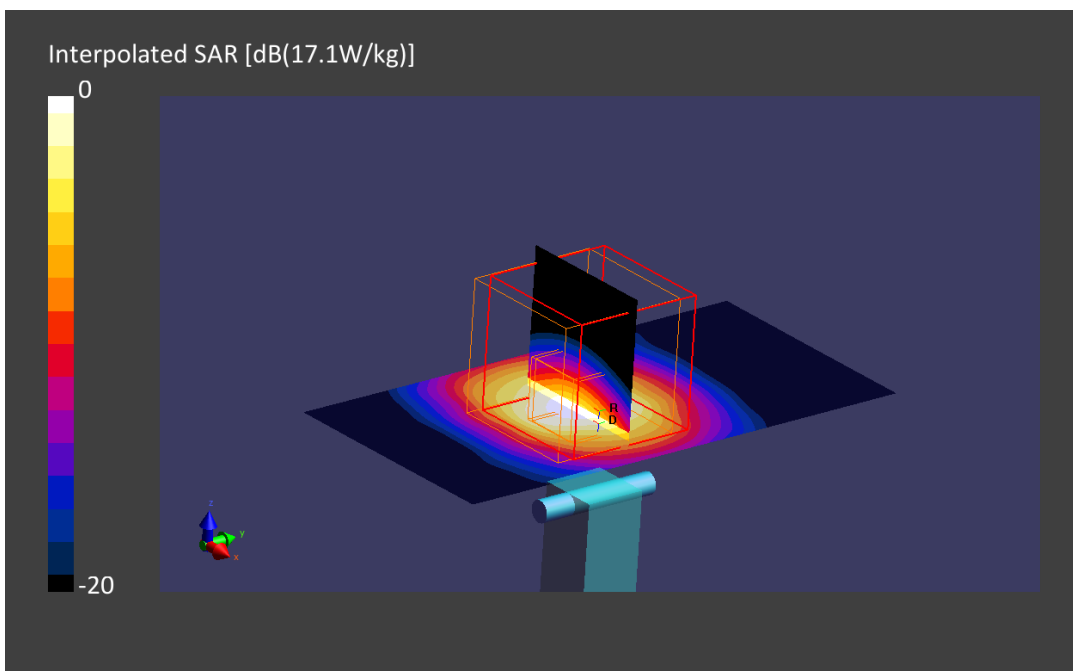 Interpolated SAR [dB(17.1W/kg)]
0
R
D
z
y
x
-20